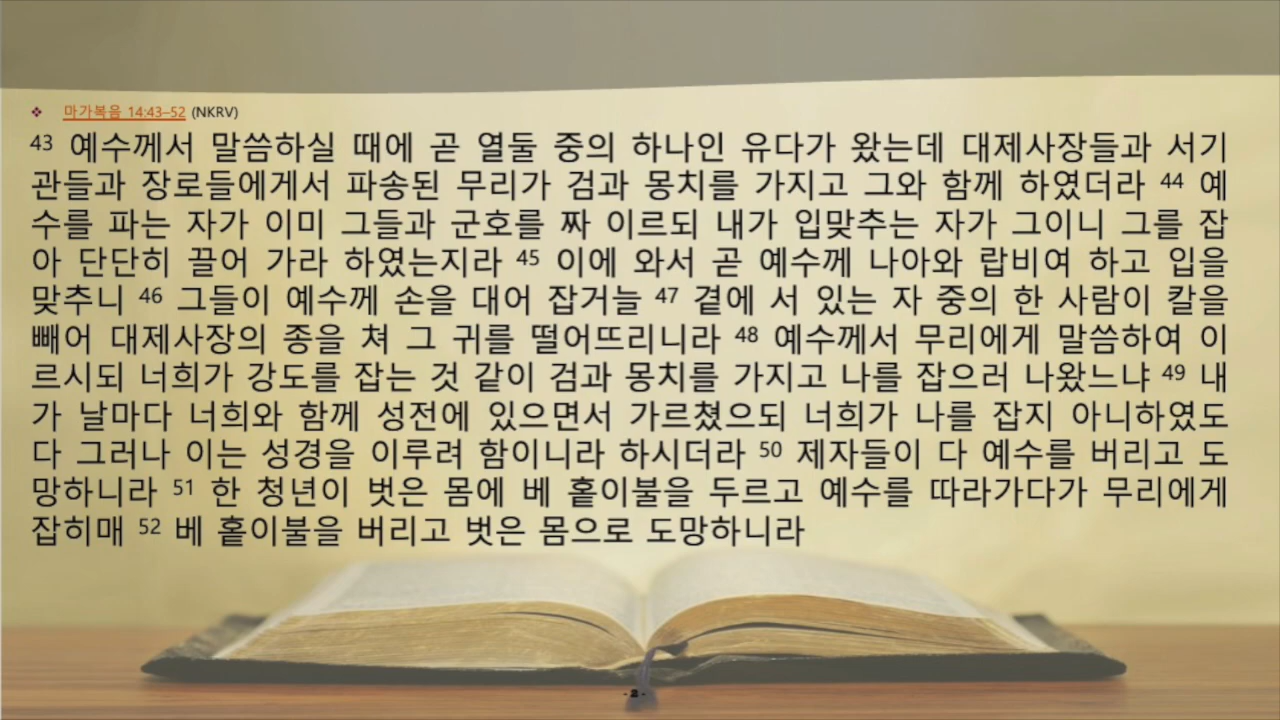 ❖ 마가복음 14:43–52 (NKRV)
43 예수께서 말씀하실 때에 곧 열둘 중의 하나인 유다가 왔는데 대제사장들과 서기
관들과 장로들에게서 파송된 무리가 검과 몽치를 가지고 그와 함께 하였더라 44 예
수를 파는 자가 이미 그들과 군호를 짜 이르되 내가 입맞추는 자가 그이니 그를 잡
아 단단히 끌어 가라 하였는지라 45 이에 와서 곧 예수께 나아와 랍비여 하고 입을
맞추니 46 그들이 예수께 손을 대어 잡거늘 47 곁에 서 있는 자 중의 한 사람이 칼을
빼어 대제사장의 종을 쳐 그 귀를 떨어뜨리니라 48 예수께서 무리에게 말씀하여 이
르시되 너희가 강도를 잡는 것 같이 검과 몽치를 가지고 나를 잡으러 나왔느냐 49 내
가 날마다 너희와 함께 성전에 있으면서 가르쳤으되 너희가 나를 잡지 아니하였도
다 그러나 이는 성경을 이루려 함이니라 하시더라 50 제자들이 다 예수를 버리고 도
망하니라 51 한 청년이 벗은 몸에 베 홑이불을 두르고 예수를 따라가다가 무리에게
잡히매 52 베 홑이불을 버리고 벗은 몸으로 도망하니라
- 2 -